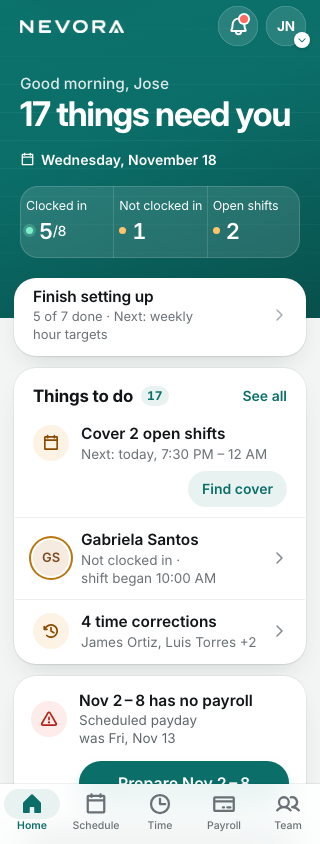 NEVORA
JN
Good morning, Jose
17 things need you
Wednesday, November 18
Clocked in
5/8
Not clocked in
1
Open shifts
2
Finish setting up
5 of 7 done · Next: weekly
hour targets
Things to do 17
See all
Cover 2 open shifts
Next: today, 7:30 PM – 12 AM
Find cover
GS
Gabriela Santos
Not clocked in ·
shift began 10:00 AM
4 time corrections
James Ortiz, Luis Torres +2
Nov 2–8 has no payroll
Scheduled payday
was Fri, Nov 13
Prepare Nov 2–8
Home
Schedule
Time
Payroll
Team